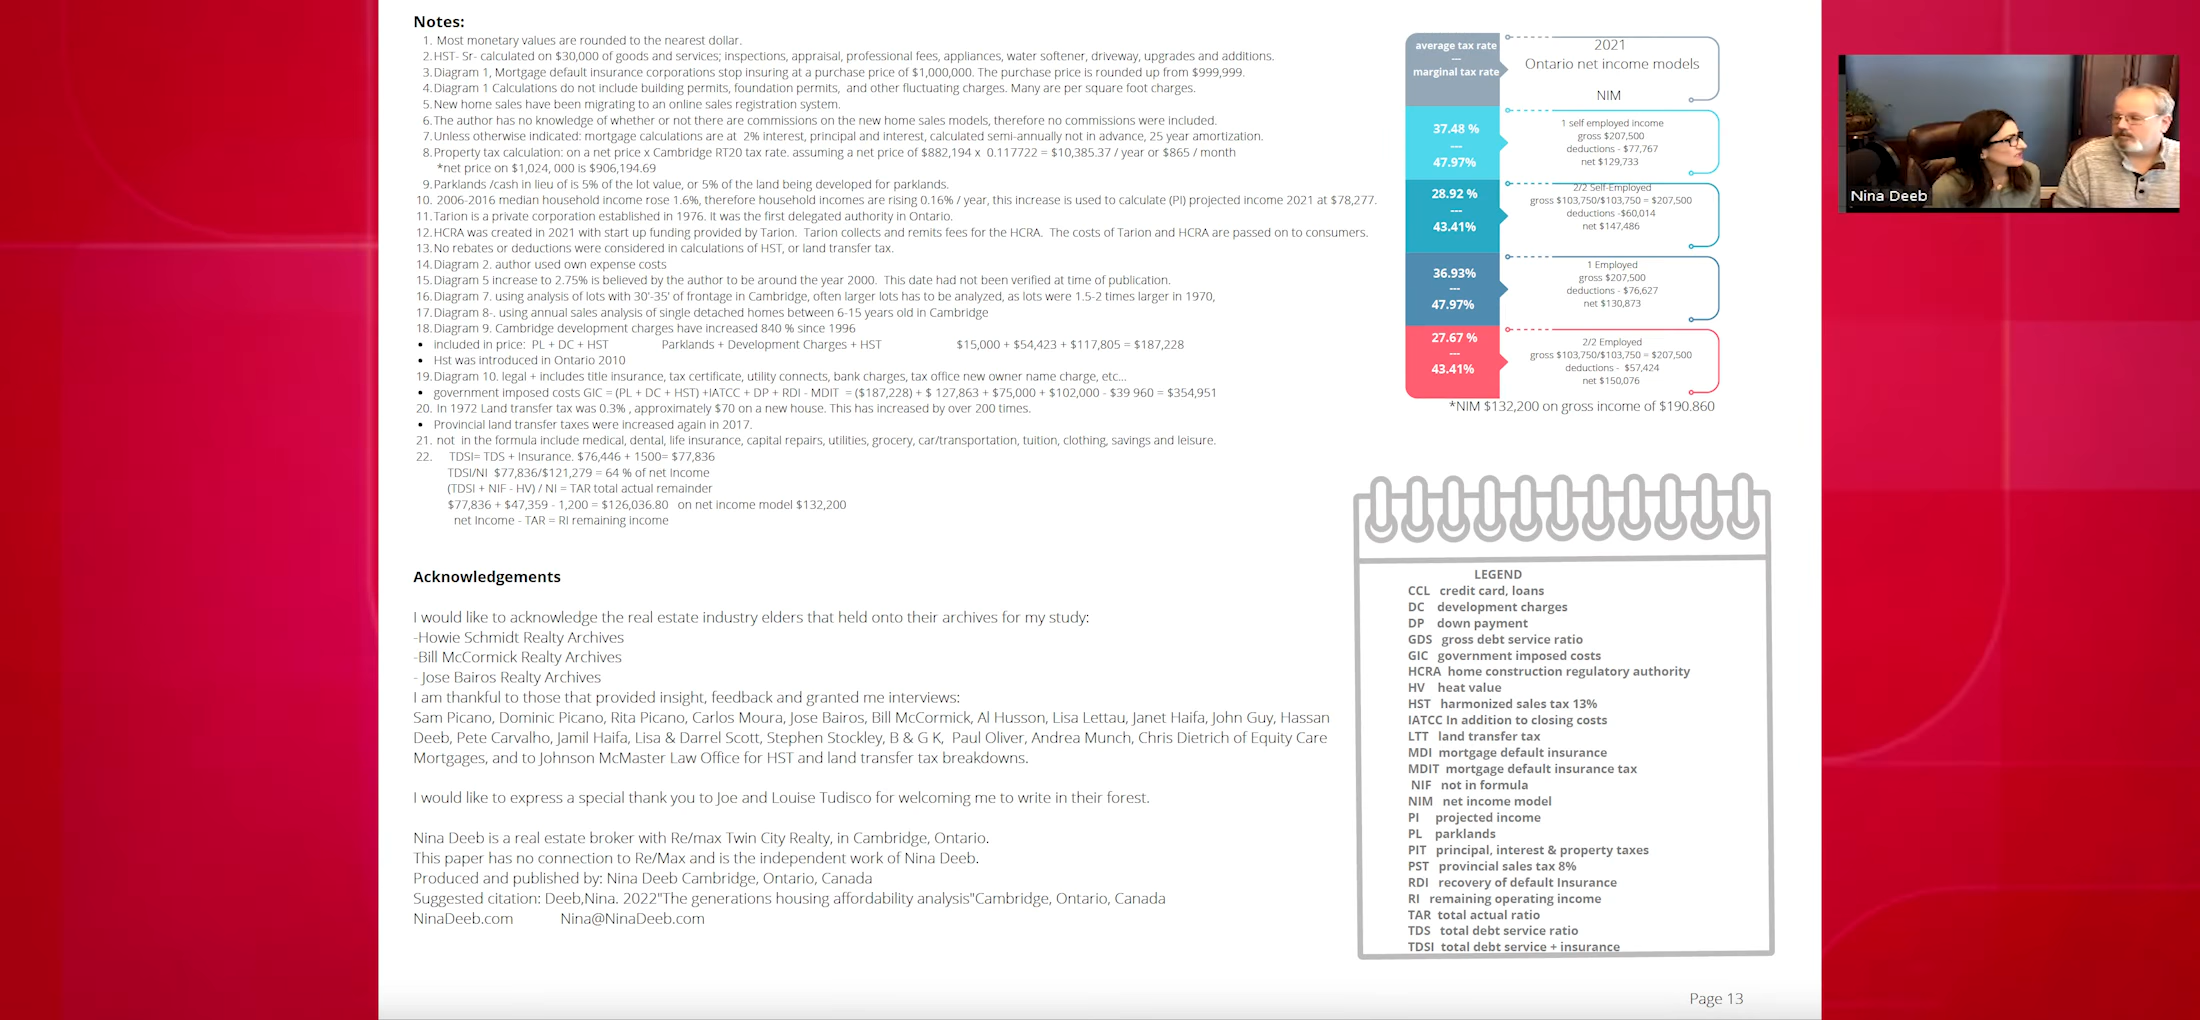 Notes:
1. Most monetary values are rounded to the nearest dollar.
2. HST- Sr- calculated on $30,000 of goods and services; inspections, appraisal, professional fees, appliances, water softener, driveway, upgrades and additions.
3. Diagram 1, Mortgage default insurance corporations stop insuring at a purchase price of $1,000,000. The purchase price is rounded up from $999,999.
4. Diagram 1 Calculations do not include building permits, foundation permits, and other fluctuating charges. Many are per square foot charges.
5. New home sales have been migrating to an online sales registration system.
6. The author has no knowledge of whether or not there are commissions on the new home sales models, therefore no commissions were included.
7. Unless otherwise indicated: mortgage calculations are at 2% interest, principal and interest, calculated semi-annually not in advance, 25 year amortization.
8. Property tax calculation: on a net price x Cambridge RT20 tax rate. assuming a net price of $882,194 x 0.117722 = $10,385.37 / year or $865 / month
*net price on $1,024, 000 is $906,194.69
9. Parklands /cash in lieu of is 5% of the lot value, or 5% of the land being developed for parklands.
10. 2006-2016 median household income rose 1.6%, therefore household incomes are rising 0.16% / year, this increase is used to calculate (PI) projected income 2021 at $78,277.
11. Tarion is a private corporation established in 1976. It was the first delegated authority in Ontario.
12. HCRA was created in 2021 with start up funding provided by Tarion. Tarion collects and remits fees for the HCRA. The costs of Tarion and HCRA are passed on to consumers.
13. No rebates or deductions were considered in calculations of HST, or land transfer tax.
14. Diagram 2. author used own expense costs
15. Diagram 5 increase to 2.75% is believed by the author to be around the year 2000. This date had not been verified at time of publication.
16. Diagram 7. using analysis of lots with 30'-35' of frontage in Cambridge, often larger lots has to be analyzed, as lots were 1.5-2 times larger in 1970,
17. Diagram 8-. using annual sales analysis of single detached homes between 6-15 years old in Cambridge
18. Diagram 9. Cambridge development charges have increased 840 % since 1996
• included in price: PL + DC + HST Parklands + Development Charges + HST $15,000 + $54,423 + $117,805 = $187,228
• Hst was introduced in Ontario 2010
19. Diagram 10. legal + includes title insurance, tax certificate, utility connects, bank charges, tax office new owner name charge, etc...
• government imposed costs GIC = (PL + DC + HST) +IATCC + DP + RDI - MDIT = ($187,228) + $ 127,863 + $75,000 + $102,000 - $39 960 = $354,951
20. In 1972 Land transfer tax was 0.3% , approximately $70 on a new house. This has increased by over 200 times.
• Provincial land transfer taxes were increased again in 2017.
21. not in the formula include medical, dental, life insurance, capital repairs, utilities, grocery, car/transportation, tuition, clothing, savings and leisure.
22. TDSI= TDS + Insurance. $76,446 + 1500= $77,836
TDSI/NI $77,836/$121,279 = 64 % of net Income
(TDSI + NIF - HV) / NI = TAR total actual remainder
$77,836 + $47,359 - 1,200 = $126,036.80 on net income model $132,200
net Income - TAR = RI remaining income
Acknowledgements
I would like to acknowledge the real estate industry elders that held onto their archives for my study:
-Howie Schmidt Realty Archives
-Bill McCormick Realty Archives
- Jose Bairos Realty Archives
I am thankful to those that provided insight, feedback and granted me interviews:
Sam Picano, Dominic Picano, Rita Picano, Carlos Moura, Jose Bairos, Bill McCormick, Al Husson, Lisa Lettau, Janet Haifa, John Guy, Hassan
Deeb, Pete Carvalho, Jamil Haifa, Lisa & Darrel Scott, Stephen Stockley, B & G K, Paul Oliver, Andrea Munch, Chris Dietrich of Equity Care
Mortgages, and to Johnson McMaster Law Office for HST and land transfer tax breakdowns.
I would like to express a special thank you to Joe and Louise Tudisco for welcoming me to write in their forest.
Nina Deeb is a real estate broker with Re/max Twin City Realty, in Cambridge, Ontario.
This paper has no connection to Re/Max and is the independent work of Nina Deeb.
Produced and published by: Nina Deeb Cambridge, Ontario, Canada
Suggested citation: Deeb,Nina. 2022"The generations housing affordability analysis"Cambridge, Ontario, Canada
NinaDeeb.com Nina@NinaDeeb.com
average tax rate
---
marginal tax rate
2021
Ontario net income models
NIM
37.48 %
---
47.97%
1 self employed income
gross $207,500
deductions - $77,767
net $129,733
28.92 %
---
43.41%
2/2 Self-Employed
gross $103,750/$103,750 = $207,500
deductions -$60,014
net $147,486
36.93%
---
47.97%
1 Employed
gross $207,500
deductions - $76,627
net $130,873
27.67 %
---
43.41%
2/2 Employed
gross $103,750/$103,750 = $207,500
deductions - $57,424
net $150,076
*NIM $132,200 on gross income of $190.860
LEGEND
CCL credit card, loans
DC development charges
DP down payment
GDS gross debt service ratio
GIC government imposed costs
HCRA home construction regulatory authority
HV heat value
HST harmonized sales tax 13%
IATCC In addition to closing costs
LTT land transfer tax
MDI mortgage default insurance
MDIT mortgage default insurance tax
NIF not in formula
NIM net income model
PI projected income
PL parklands
PIT principal, interest & property taxes
PST provincial sales tax 8%
RDI recovery of default Insurance
RI remaining operating income
TAR total actual ratio
TDS total debt service ratio
TDSI total debt service + insurance
Page 13
Nina Deeb